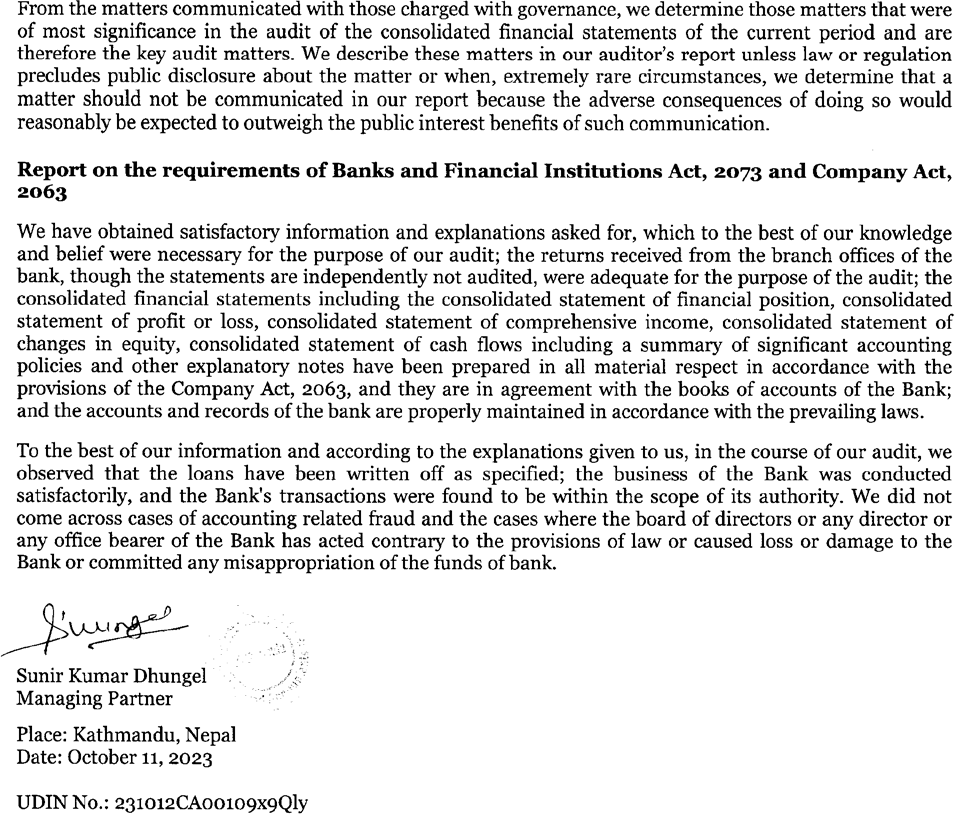 From the matters communicated with those charged with governance, we determine those matters that were
of most significance in the audit of the consolidated financial statements of the current period and are
therefore the key audit matters. We describe these matters in our auditor's report unless law or regulation
precludes public disclosure about the matter or when, extremely rare circumstances, we determine that a
matter should not be communicated in our report because the adverse consequences of doing so would
reasonably be expected to outweigh the public interest benefits of such communication.
Report on the requirements of Banks and Financial Institutions Act, 2073 and Company Act,
2063
We have obtained satisfactory information and explanations asked for, which to the best of our knowledge
and belief were necessary for the purpose of our audit; the returns received from the branch offices of the
bank, though the statements are independently not audited, were adequate for the purpose of the audit; the
consolidated financial statements including the consolidated statement of financial position, consolidated
statement of profit or loss, consolidated statement of comprehensive income, consolidated statement of
changes in equity, consolidated statement of cash flows including a summary of significant accounting
policies and other explanatory notes have been prepared in all material respect in accordance with the
provisions of the Company Act, 2063, and they are in agreement with the books of accounts of the Bank;
and the accounts and records of the bank are properly maintained in accordance with the prevailing laws.
To the best of our information and according to the explanations given to us, in the course of our audit, we
observed that the loans have been written off as specified; the business of the Bank was conducted
satisfactorily, and the Bank's transactions were found to be within the scope of its authority. We did not
come across cases of accounting related fraud and the cases where the board of directors or any director or
any office bearer of the Bank has acted contrary to the provisions of law or caused loss or damage to the
Bank or committed any misappropriation of the funds of bank.
Sunir Kumar Dhungel
Managing Partner
Place: Kathmandu, Nepal
Date: October 11, 2023
UDIN No.: 231012CA00109x9Qly